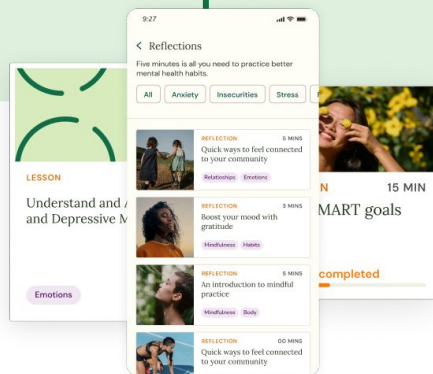 9:27
Reflections
Five minutes is all you need to practice better
mental health habits.
All
Anxiety
Insecurities
Stress
REFLECTION 5 MINS
Quick ways to feel connected
to your community
Relatioships Emotions
REFLECTION 3 MINS
Boost your mood with
gratitude
Mindfulness Habits
REFLECTION 5 MINS
An introduction to mindful
practice
Mindfulness Body
REFLECTION 00 MINS
Quick ways to feel connected
to your community
LESSON
Understand and
and Depressive
Emotions
15 MIN
goals
completed